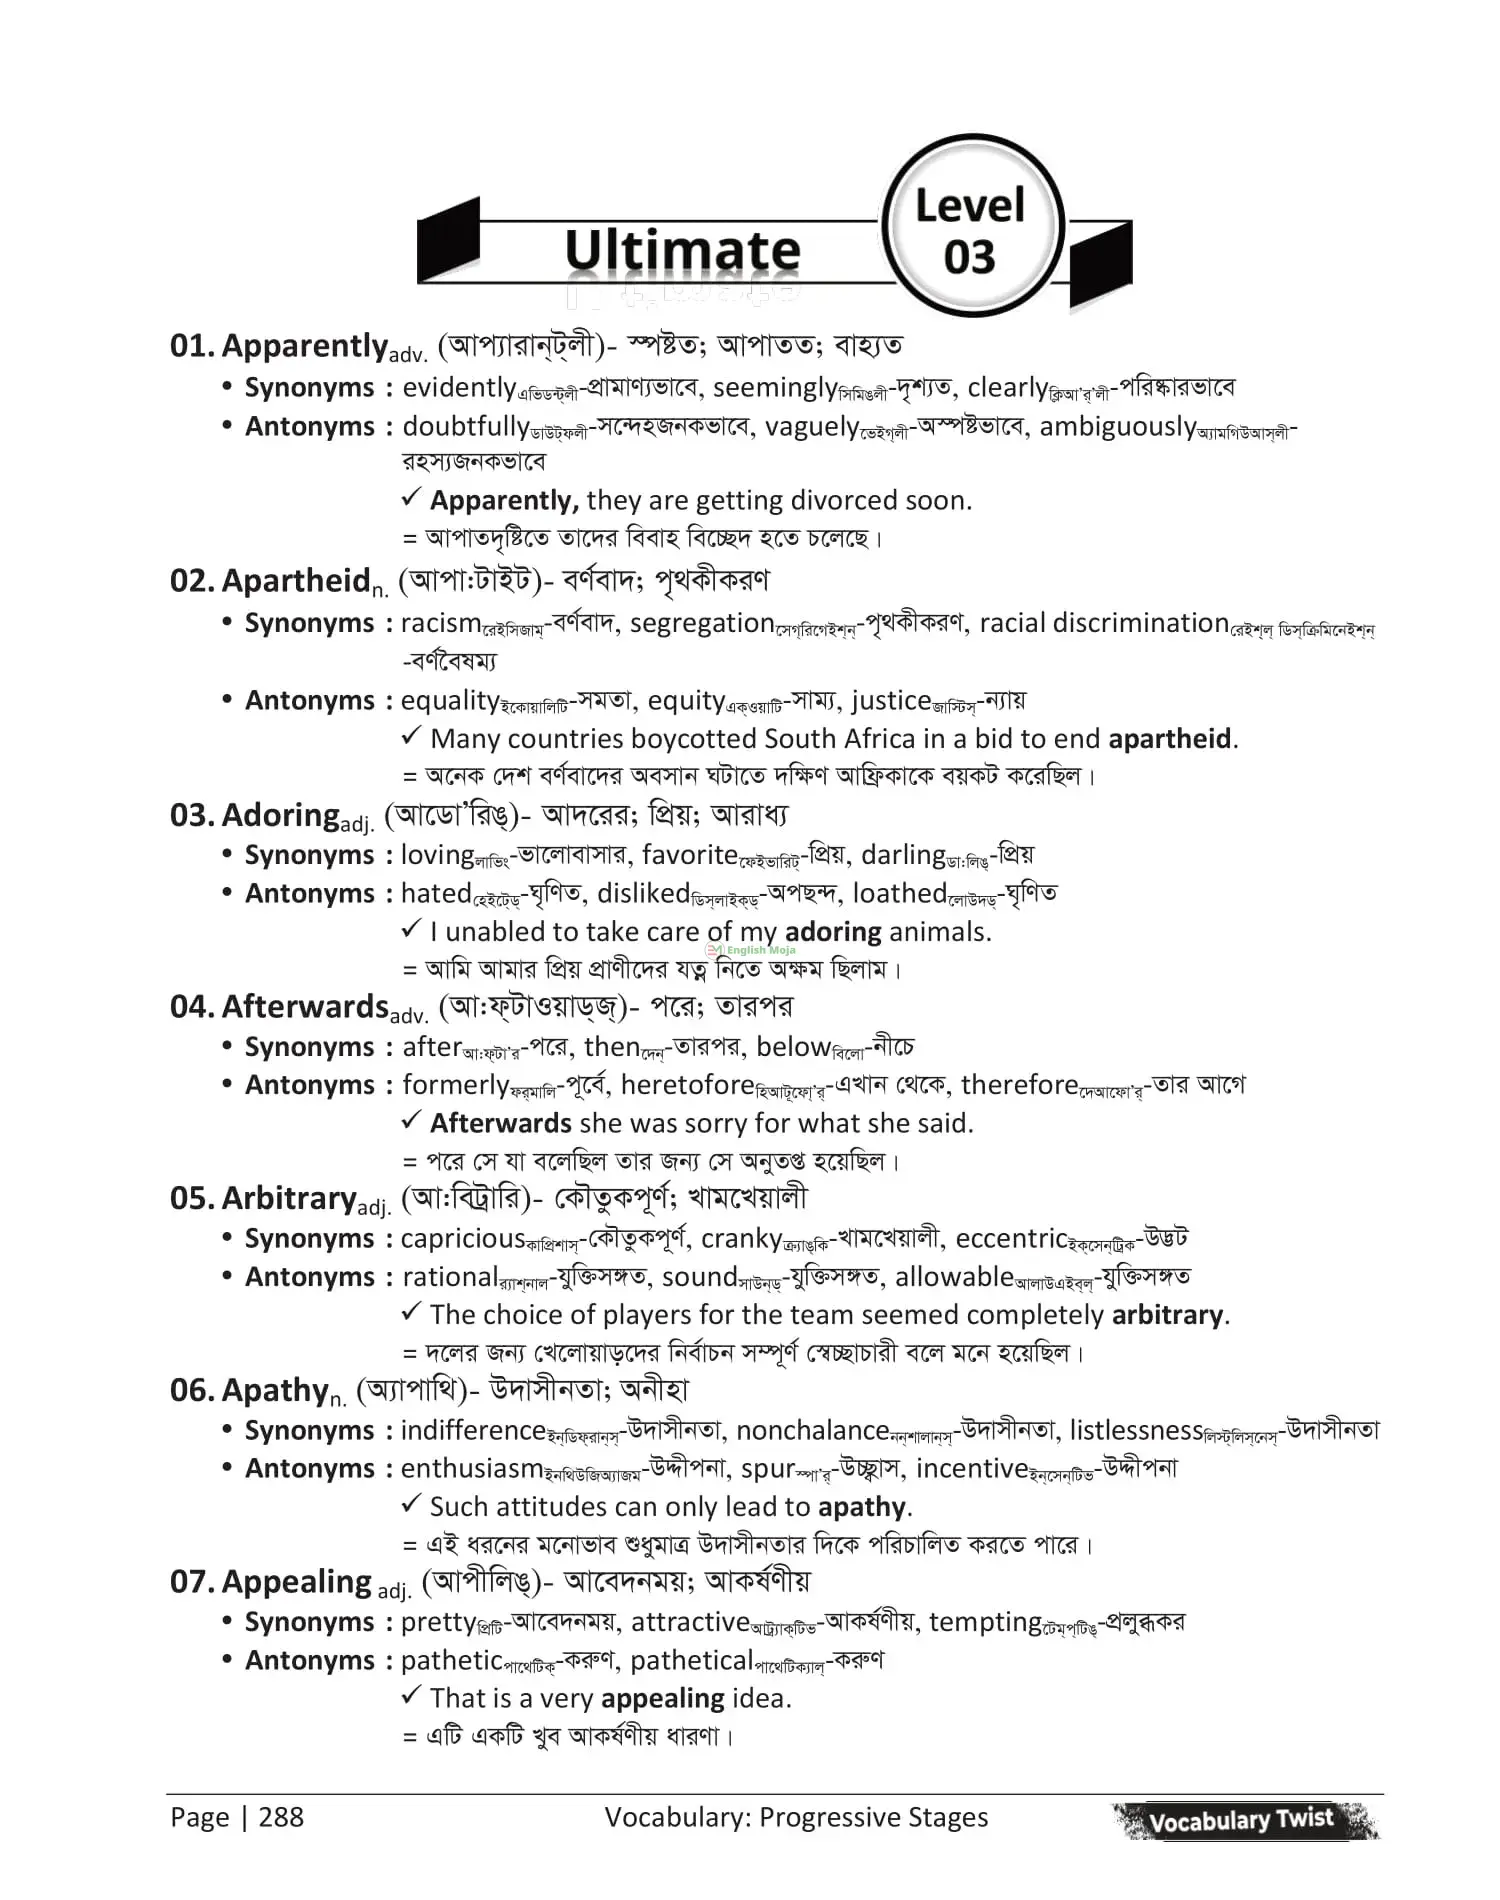 Ultimate
Level
03
01. Apparently adv. (আপ্যারান্ট্‌লী)- স্পষ্টত; আপাতত; বাহ্যত
• Synonyms : evidently এভিডন্ট্‌লী-প্রামাণ্যভাবে, seemingly সিমিঙলী-দৃশ্যত, clearly ক্লিআ'র্‌'লী-পরিষ্কারভাবে
• Antonyms : doubtfully ডাউট্‌ফলী-সন্দেহজনকভাবে, vaguely ভেইগ্‌লী-অস্পষ্টভাবে, ambiguously অ্যামগিউআস্‌লী-
রহস্যজনকভাবে
✓ Apparently, they are getting divorced soon.
= আপাতদৃষ্টিতে তাদের বিবাহ বিচ্ছেদ হতে চলেছে।
02. Apartheid n. (আপা:টাইট)- বর্ণবাদ; পৃথকীকরণ
• Synonyms : racism রেইসিজাম্‌-বর্ণবাদ, segregation সেগ্‌রিগেইশ্‌ন্‌-পৃথকীকরণ, racial discrimination রেইশ্‌ল্‌ ডিস্‌ক্রিমিনেইশ্‌ন্‌
-বর্ণবৈষম্য
• Antonyms : equality ইকোয়ালিটি-সমতা, equity এক্‌ওয়াটি-সাম্য, justice জাস্টিস্‌-ন্যায়
✓ Many countries boycotted South Africa in a bid to end apartheid.
= অনেক দেশ বর্ণবাদের অবসান ঘটাতে দক্ষিণ আফ্রিকাকে বয়কট করেছিল।
03. Adoring adj. (আডো'রিঙ্‌)- আদরের; প্রিয়; আরাধ্য
• Synonyms : loving লাভিং-ভালোবাসার, favorite ফেইভারিট্‌-প্রিয়, darling ডা:লিঙ্‌-প্রিয়
• Antonyms : hated হেইটেড্‌-ঘৃণিত, disliked ডিস্‌লাইক্‌ড্‌-অপছন্দ, loathed লোউদড্‌-ঘৃণিত
✓ I unabled to take care of my adoring animals.
English Moja
= আমি আমার প্রিয় প্রাণীদের যত্ন নিতে অক্ষম ছিলাম।
04. Afterwards adv. (আ:ফ্‌টাওয়াড্‌জ্‌)- পরে; তারপর
• Synonyms : after আ:ফ্‌টা'র-পরে, then দেন্‌-তারপর, below বিলো-নীচে
• Antonyms : formerly ফর্‌মালি-পূর্বে, heretofore হিআটূফো্‌'র্‌-এখান থেকে, therefore দেআফো'র্‌-তার আগে
✓ Afterwards she was sorry for what she said.
= পরে সে যা বলেছিল তার জন্য সে অনুতপ্ত হয়েছিল।
05. Arbitrary adj. (আ:বিট্রারি)- কৌতুকপূর্ণ; খামখেয়ালী
• Synonyms : capricious কাপ্রিশাস্‌-কৌতুকপূর্ণ, cranky ক্র্যাঙ্‌কি-খামখেয়ালী, eccentric ইক্‌সেন্‌ট্রিক-উদ্ভট
• Antonyms : rational র‍্যাশ্‌নাল-যুক্তিসঙ্গত, sound সাউন্‌ড্‌-যুক্তিসঙ্গত, allowable আলাউএইব্‌ল্‌-যুক্তিসঙ্গত
✓ The choice of players for the team seemed completely arbitrary.
= দলের জন্য খেলোয়াড়দের নির্বাচন সম্পূর্ণ স্বেচ্ছাচারী বলে মনে হয়েছিল।
06. Apathy n. (অ্যাপাথি)- উদাসীনতা; অনীহা
• Synonyms : indifference ইন্‌ডিফ্‌রান্‌স্‌-উদাসীনতা, nonchalance নন্‌শালান্‌স্‌-উদাসীনতা, listlessness লিস্ট্‌লিস্‌নেস্‌-উদাসীনতা
• Antonyms : enthusiasm ইনথিউজিঅ্যাজম-উদ্দীপনা, spur স্পা'র্‌-উচ্ছ্বাস, incentive ইন্‌সেন্‌টিভ-উদ্দীপনা
✓ Such attitudes can only lead to apathy.
= এই ধরনের মনোভাব শুধুমাত্র উদাসীনতার দিকে পরিচালিত করতে পারে।
07. Appealing adj. (আপীলিঙ্‌)- আবেদনময়; আকর্ষণীয়
• Synonyms : pretty প্রিটি-আবেদনময়, attractive অ্যাট্র্যাক্‌টিভ-আকর্ষণীয়, tempting টেম্‌প্‌টিঙ্‌-প্রলুব্ধকর
• Antonyms : pathetic পাথেটিক্‌-করুণ, pathetical পাথেটিক্যাল্‌-করুণ
✓ That is a very appealing idea.
= এটি একটি খুব আকর্ষণীয় ধারণা।
Page | 288
Vocabulary: Progressive Stages
Vocabulary Twist